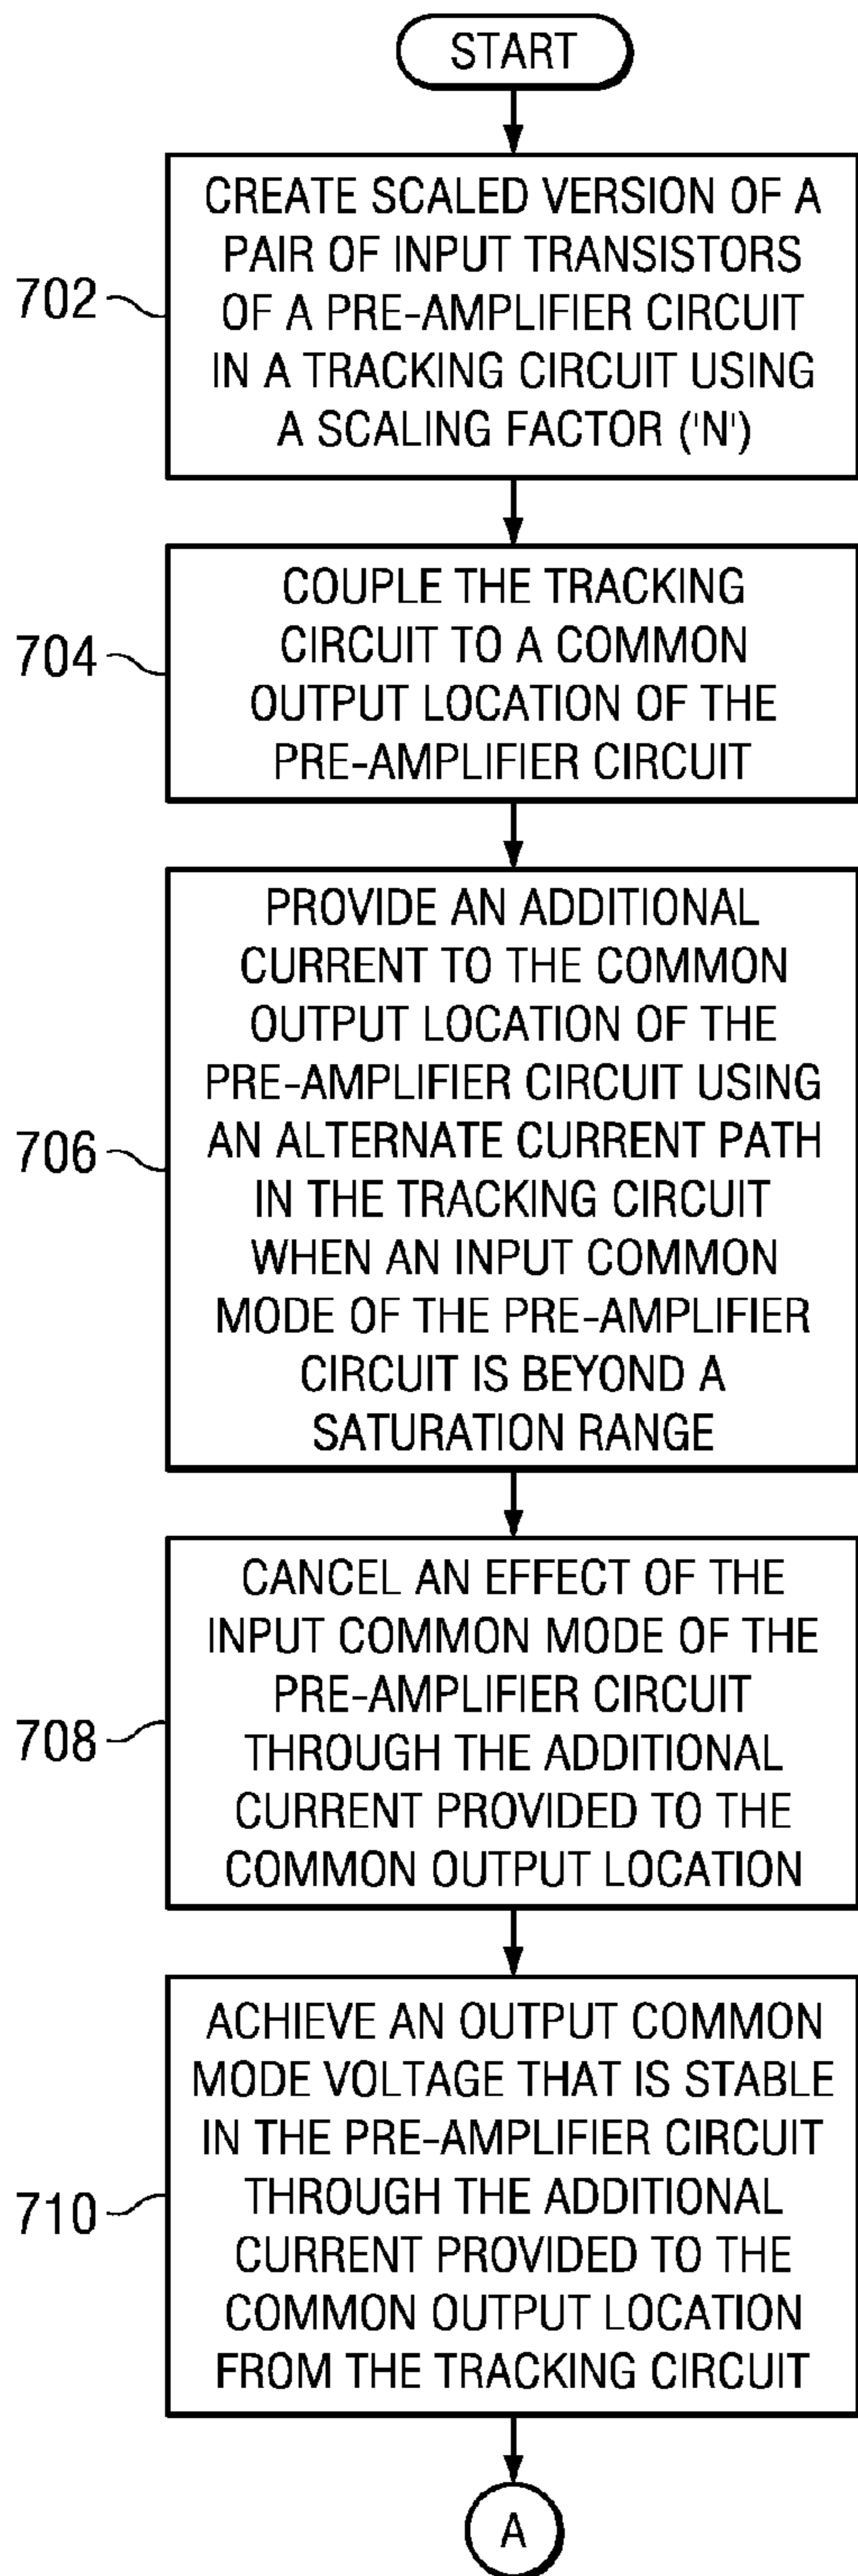 START
CREATE SCALED VERSION OF A
PAIR OF INPUT TRANSISTORS
OF A PRE-AMPLIFIER CIRCUIT
IN A TRACKING CIRCUIT USING
A SCALING FACTOR ('N')
702
COUPLE THE TRACKING
CIRCUIT TO A COMMON
OUTPUT LOCATION OF THE
PRE-AMPLIFIER CIRCUIT
704
PROVIDE AN ADDITIONAL
CURRENT TO THE COMMON
OUTPUT LOCATION OF THE
PRE-AMPLIFIER CIRCUIT USING
AN ALTERNATE CURRENT PATH
IN THE TRACKING CIRCUIT
WHEN AN INPUT COMMON
MODE OF THE PRE-AMPLIFIER
CIRCUIT IS BEYOND A
SATURATION RANGE
706
CANCEL AN EFFECT OF THE
INPUT COMMON MODE OF THE
PRE-AMPLIFIER CIRCUIT
THROUGH THE ADDITIONAL
CURRENT PROVIDED TO THE
COMMON OUTPUT LOCATION
708
ACHIEVE AN OUTPUT COMMON
MODE VOLTAGE THAT IS STABLE
IN THE PRE-AMPLIFIER CIRCUIT
THROUGH THE ADDITIONAL
CURRENT PROVIDED TO THE
COMMON OUTPUT LOCATION
FROM THE TRACKING CIRCUIT
710
A